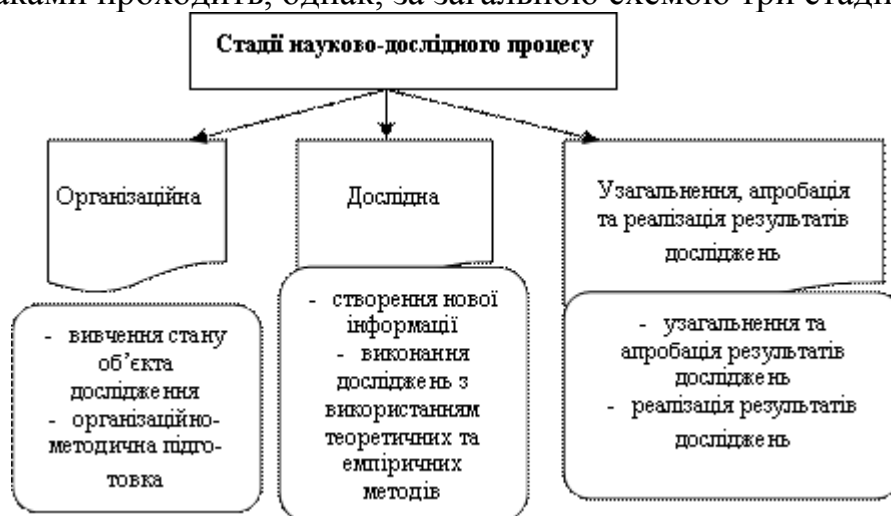 аками проходить, однак, за загальною схемою три стадії
Стадії науково-дослідного процесу
Організаційна
Дослідна
Узагальнення, апробація
та реалізація результатів
досліджень
- вивчення стану
об’єкта
дослідження
- організаційно-
методична підго-
товка
- створення нової
інформації
- виконання
досліджень з
використанням
теоретичних та
емпіричних
методів
- узагальнення та
апробація результатів
досліджень
- реалізація результатів
досліджень